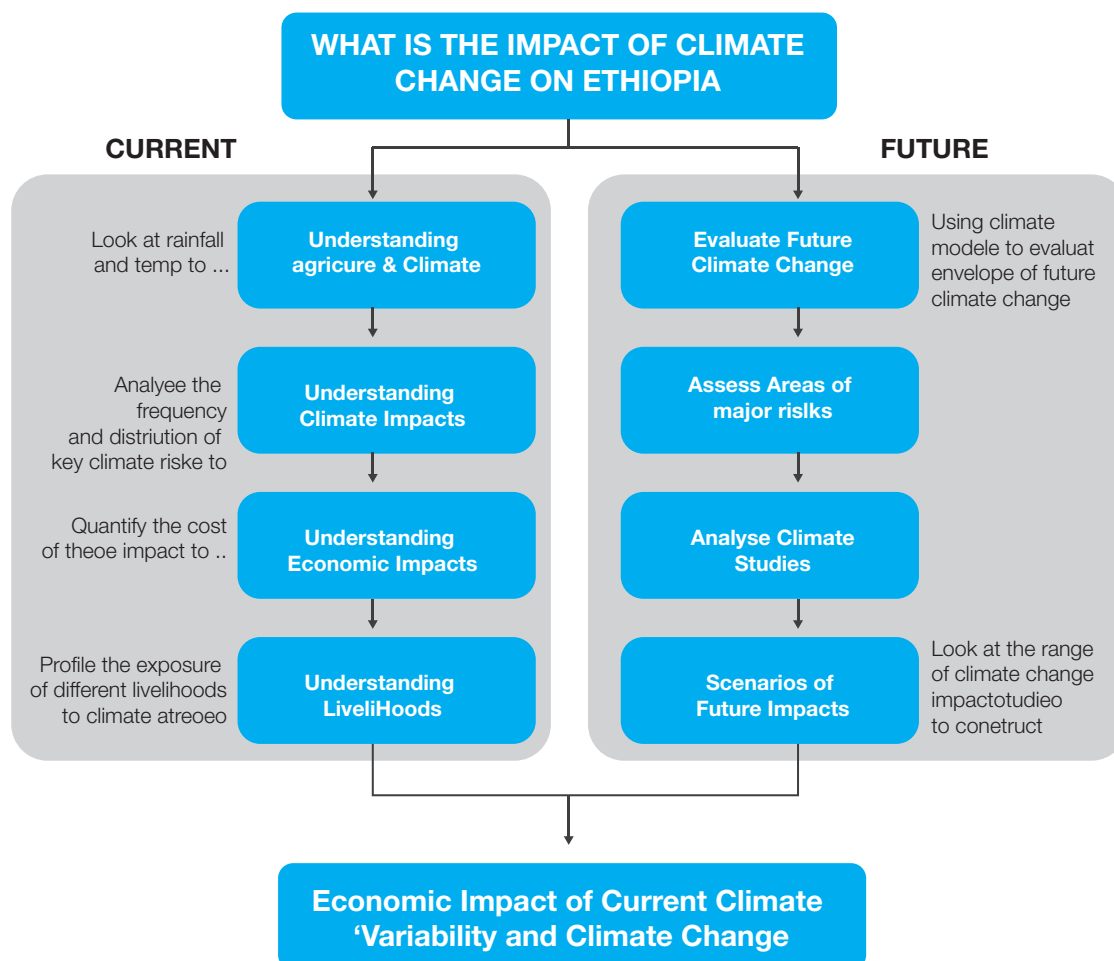 WHAT IS THE IMPACT OF CLIMATE
CHANGE ON ETHIOPIA
CURRENT
Look at rainfall
and temp to ...
Understanding
agricure & Climate
Analyee the
frequency
and distriution of
key climate riske to
Understanding
Climate Impacts
Quantify the cost
of theoe impact to ..
Understanding
Economic Impacts
Profile the exposure
of different livelihoods
to climate atreoeo
Understanding
LiveliHoods
FUTURE
Evaluate Future
Climate Change
Using climate
modele to evaluat
envelope of future
climate change
Assess Areas of
major rislks
Analyse Climate
Studies
Scenarios of
Future Impacts
Look at the range
of climate change
impactotudieo
to conetruct
Economic Impact of Current Climate
‘Variability and Climate Change